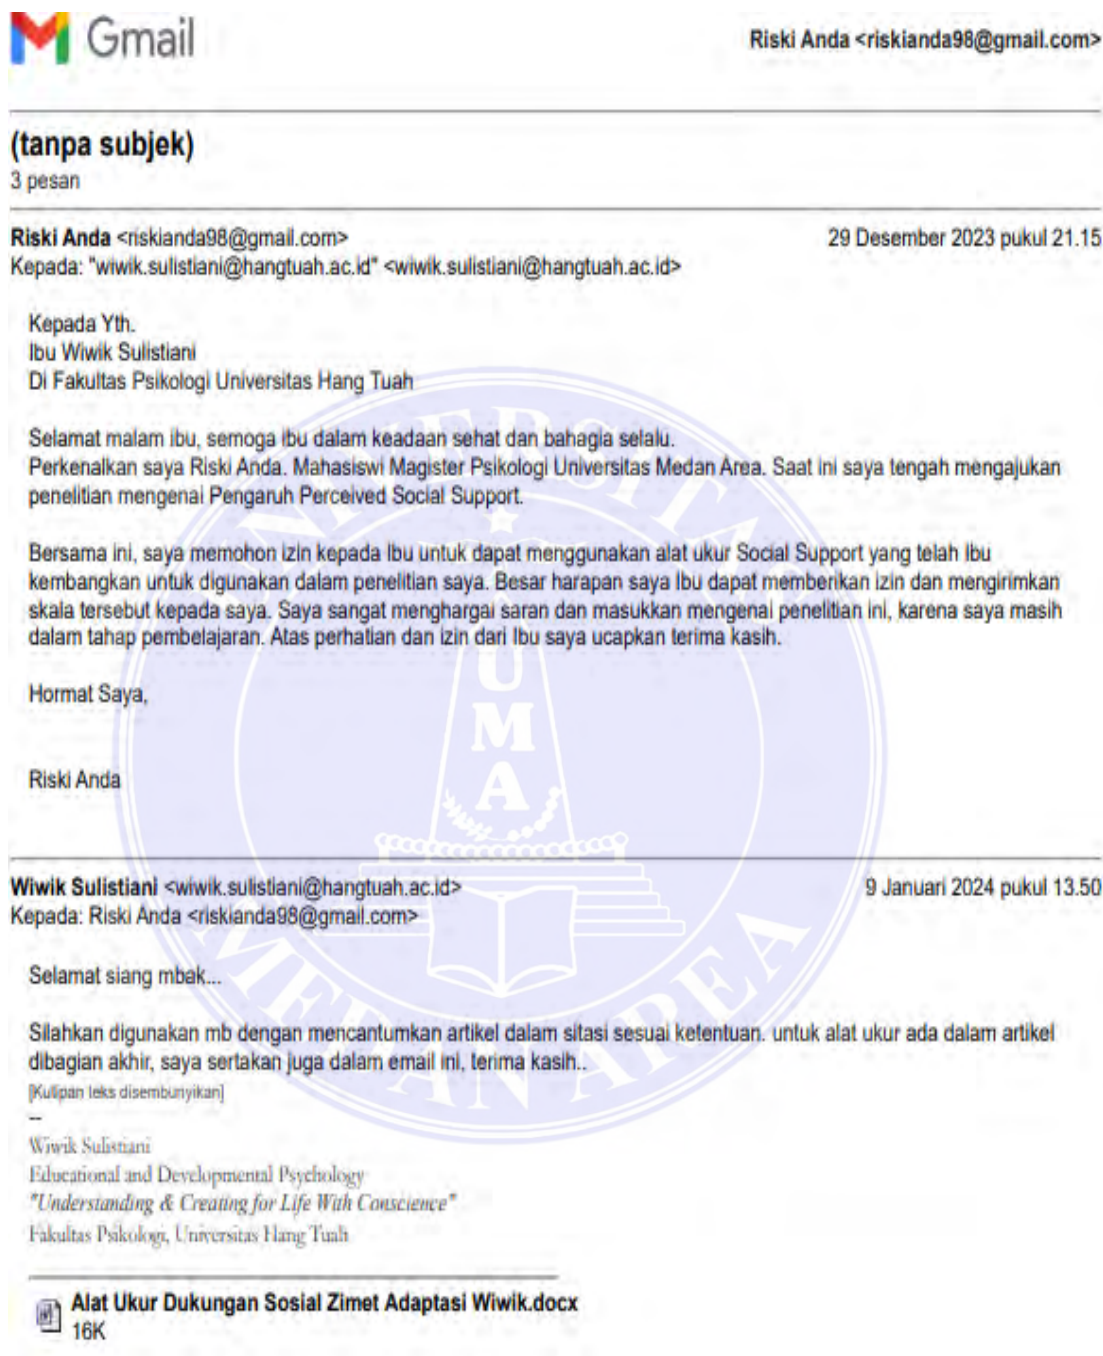 Gmail
Riski Anda <riskianda98@gmail.com>
(tanpa subjek)
3 pesan
Riski Anda <riskianda98@gmail.com>
29 Desember 2023 pukul 21.15
Kepada: "wiwik.sulistiani@hangtuah.ac.id" <wiwik.sulistiani@hangtuah.ac.id>
Kepada Yth.
Ibu Wiwik Sulistiani
Di Fakultas Psikologi Universitas Hang Tuah
Selamat malam ibu, semoga ibu dalam keadaan sehat dan bahagia selalu.
Perkenalkan saya Riski Anda. Mahasiswi Magister Psikologi Universitas Medan Area. Saat ini saya tengah mengajukan
penelitian mengenai Pengaruh Perceived Social Support.
Bersama ini, saya memohon izin kepada Ibu untuk dapat menggunakan alat ukur Social Support yang telah Ibu
kembangkan untuk digunakan dalam penelitian saya. Besar harapan saya Ibu dapat memberikan izin dan mengirimkan
skala tersebut kepada saya. Saya sangat menghargai saran dan masukkan mengenai penelitian ini, karena saya masih
dalam tahap pembelajaran. Atas perhatian dan izin dari Ibu saya ucapkan terima kasih.
Hormat Saya,
Riski Anda
Wiwik Sulistiani <wiwik.sulistiani@hangtuah.ac.id>
9 Januari 2024 pukul 13.50
Kepada: Riski Anda <riskianda98@gmail.com>
Selamat siang mbak...
Silahkan digunakan mb dengan mencantumkan artikel dalam sitasi sesuai ketentuan. untuk alat ukur ada dalam artikel
dibagian akhir, saya sertakan juga dalam email ini, terima kasih..
[Kutipan teks disembunyikan]
--
Wiwik Sulistiani
Educational and Developmental Psychology
"Understanding & Creating for Life With Conscience"
Fakultas Psikologi, Universitas Hang Tuah
Alat Ukur Dukungan Sosial Zimet Adaptasi Wiwik.docx
16K
UNIVERSITAS
MEDAN AREA
UMA